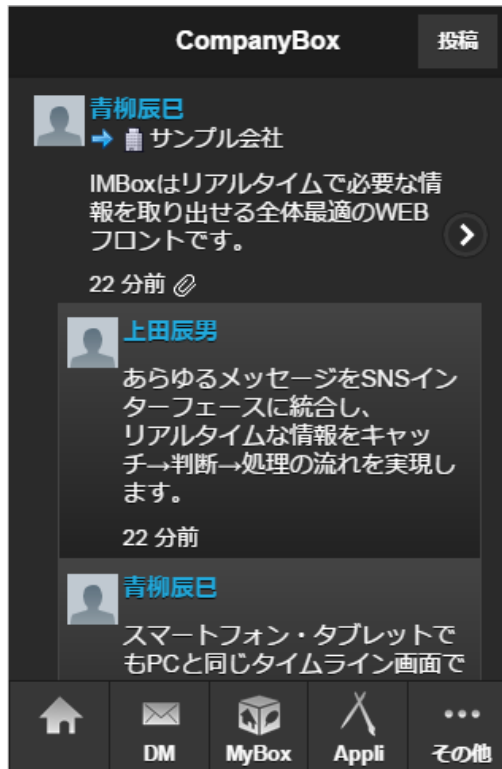 CompanyBox
投稿
青柳辰巳
サンプル会社
IMBoxはリアルタイムで必要な情
報を取り出せる全体最適のWEB
フロントです。
22 分前
上田辰男
あらゆるメッセージをSNSイン
ターフェースに統合し、
リアルタイムな情報をキャッ
チ→判断→処理の流れを実現し
ます。
22 分前
青柳辰巳
スマートフォン・タブレットで
もPCと同じタイムライン画面で
DM
MyBox
Appli
その他